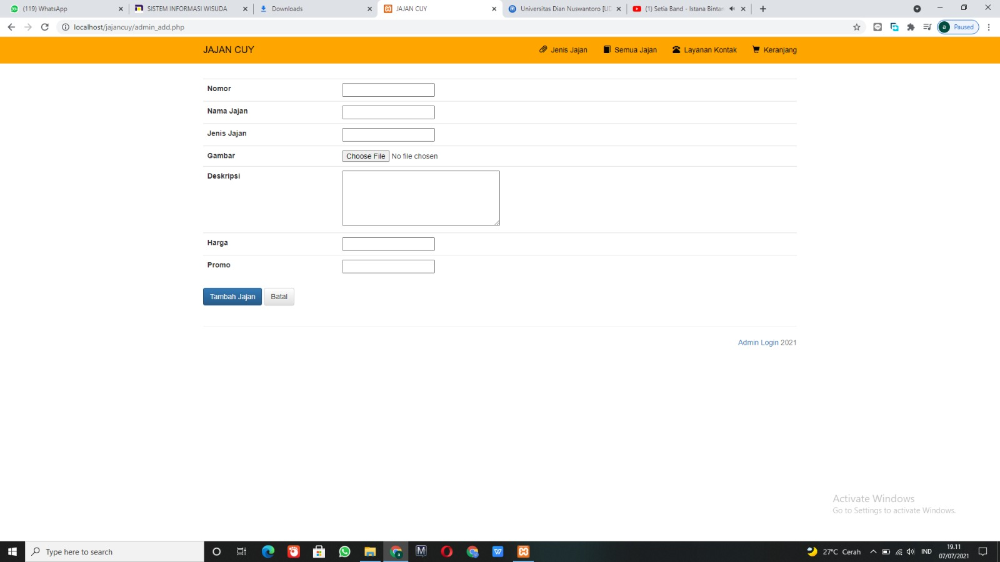 (119) WhatsApp
SISTEM INFORMASI WISUDA
Downloads
JAJAN CUY
Universitas Dian Nuswantoro [UD
(1) Setia Band - Istana Bintan
localhost/jajancuy/admin_add.php
a Paused
JAJAN CUY
Jenis Jajan
Semua Jajan
Layanan Kontak
Keranjang
Nomor
Nama Jajan
Jenis Jajan
Gambar
Choose File No file chosen
Deskripsi
Harga
Promo
Tambah Jajan
Batal
Admin Login 2021
Activate Windows
Go to Settings to activate Windows.
Type here to search
27°C Cerah
IND
19.11
07/07/2021